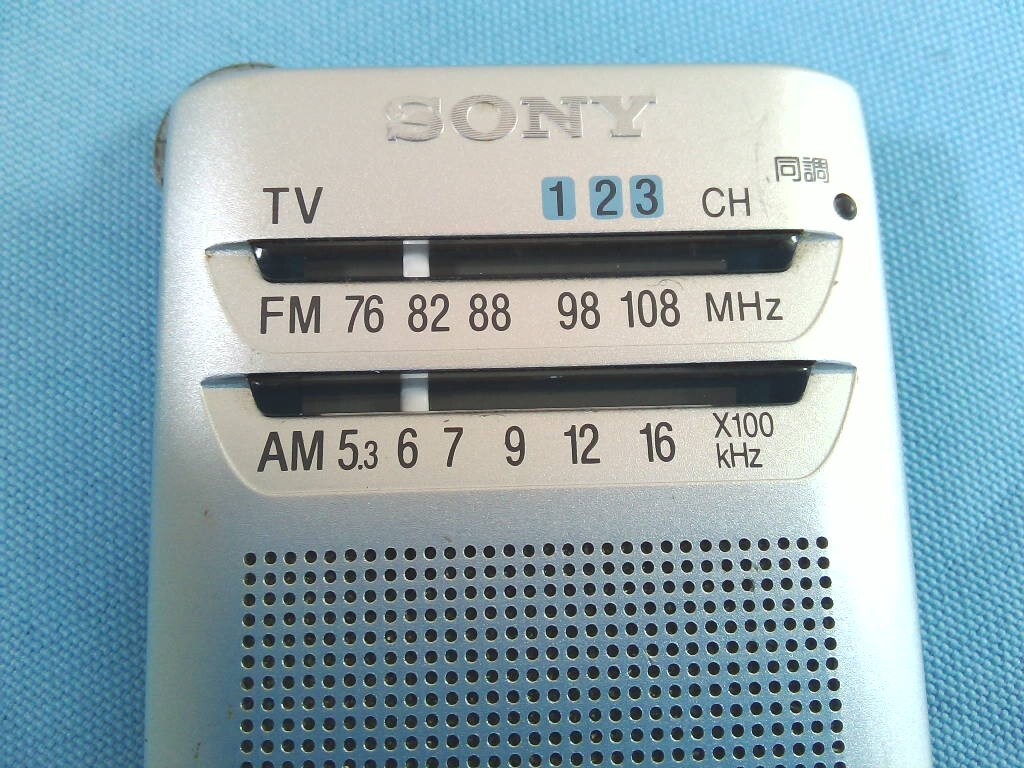 SONY
同調
TV 1 2 3 CH
FM 76 82 88 98 108 MHz
AM 5.3 6 7 9 12 16 X100 kHz